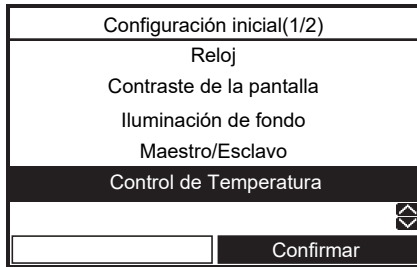 Configuración inicial(1/2)
Reloj
Contraste de la pantalla
Iluminación de fondo
Maestro/Esclavo
Control de Temperatura
Confirmar